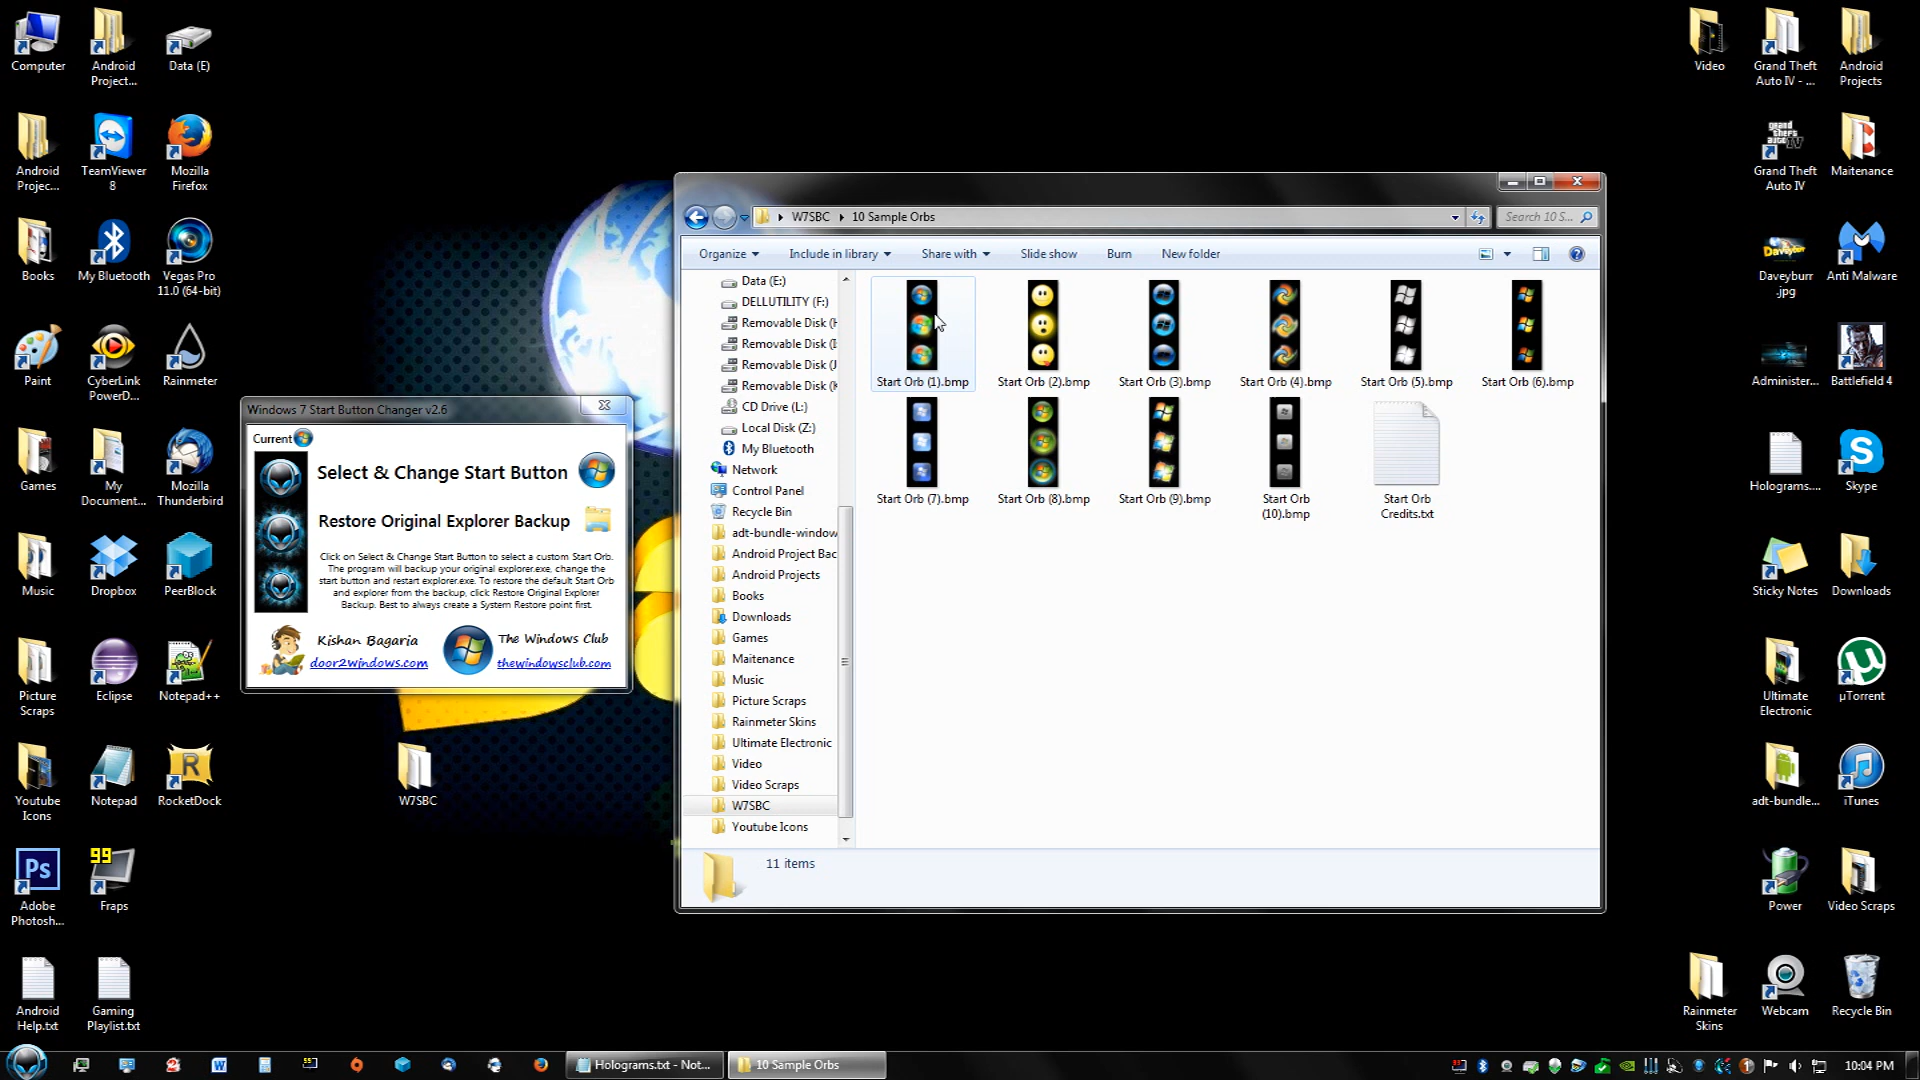 Computer
Android
Project...
Data (E)
Android
Projec...
TeamViewer
8
Mozilla
Firefox
Books
My Bluetooth
Vegas Pro
11.0 (64-bit)
Paint
CyberLink
PowerD...
Rainmeter
Games
My
Document...
Mozilla
Thunderbird
Music
Dropbox
PeerBlock
Picture
Scraps
Eclipse
Notepad++
Youtube
Icons
Notepad
RocketDock
Ps
Adobe
Photosh...
99
Fraps
Android
Help.txt
Gaming
Playlist.txt
W7SBC
Windows 7 Start Button Changer v2.6
Current
Select & Change Start Button
Restore Original Explorer Backup
Click on Select & Change Start Button to select a custom Start Orb.
The program will backup your original explorer.exe, change the
start button and restart explorer.exe. To restore the default Start Orb
and explorer from the backup, click Restore Original Explorer
Backup. Best to always create a System Restore point first.
Kishan Bagaria
door2windows.com
The Windows Club
thewindowsclub.com
W7SBC
10 Sample Orbs
Search 10 S...
Organize
Include in library
Share with
Slide show
Burn
New folder
Data (E:)
DELLUTILITY (F:)
Removable Disk (H
Removable Disk (I
Removable Disk (J
Removable Disk (K
CD Drive (L:)
Local Disk (Z:)
My Bluetooth
Network
Control Panel
Recycle Bin
adt-bundle-window
Android Project Bac
Android Projects
Books
Downloads
Games
Maitenance
Music
Picture Scraps
Rainmeter Skins
Ultimate Electronic
Video
Video Scraps
W7SBC
Youtube Icons
Start Orb (1).bmp
Start Orb (2).bmp
Start Orb (3).bmp
Start Orb (4).bmp
Start Orb (5).bmp
Start Orb (6).bmp
Start Orb (7).bmp
Start Orb (8).bmp
Start Orb (9).bmp
Start Orb
(10).bmp
Start Orb
Credits.txt
11 items
Video
Grand Theft
Auto IV - ...
Android
Projects
grand
theft
auto
IV
Grand Theft
Auto IV
Maitenance
Daveyburr
Daveyburr
.jpg
Anti Malware
Administer...
Battlefield 4
Holograms....
Skype
Sticky Notes
Downloads
Ultimate
Electronic
µTorrent
adt-bundle...
iTunes
Power
Video Scraps
Rainmeter
Skins
Webcam
Recycle Bin
Holograms.txt - Not...
10 Sample Orbs
10:04 PM